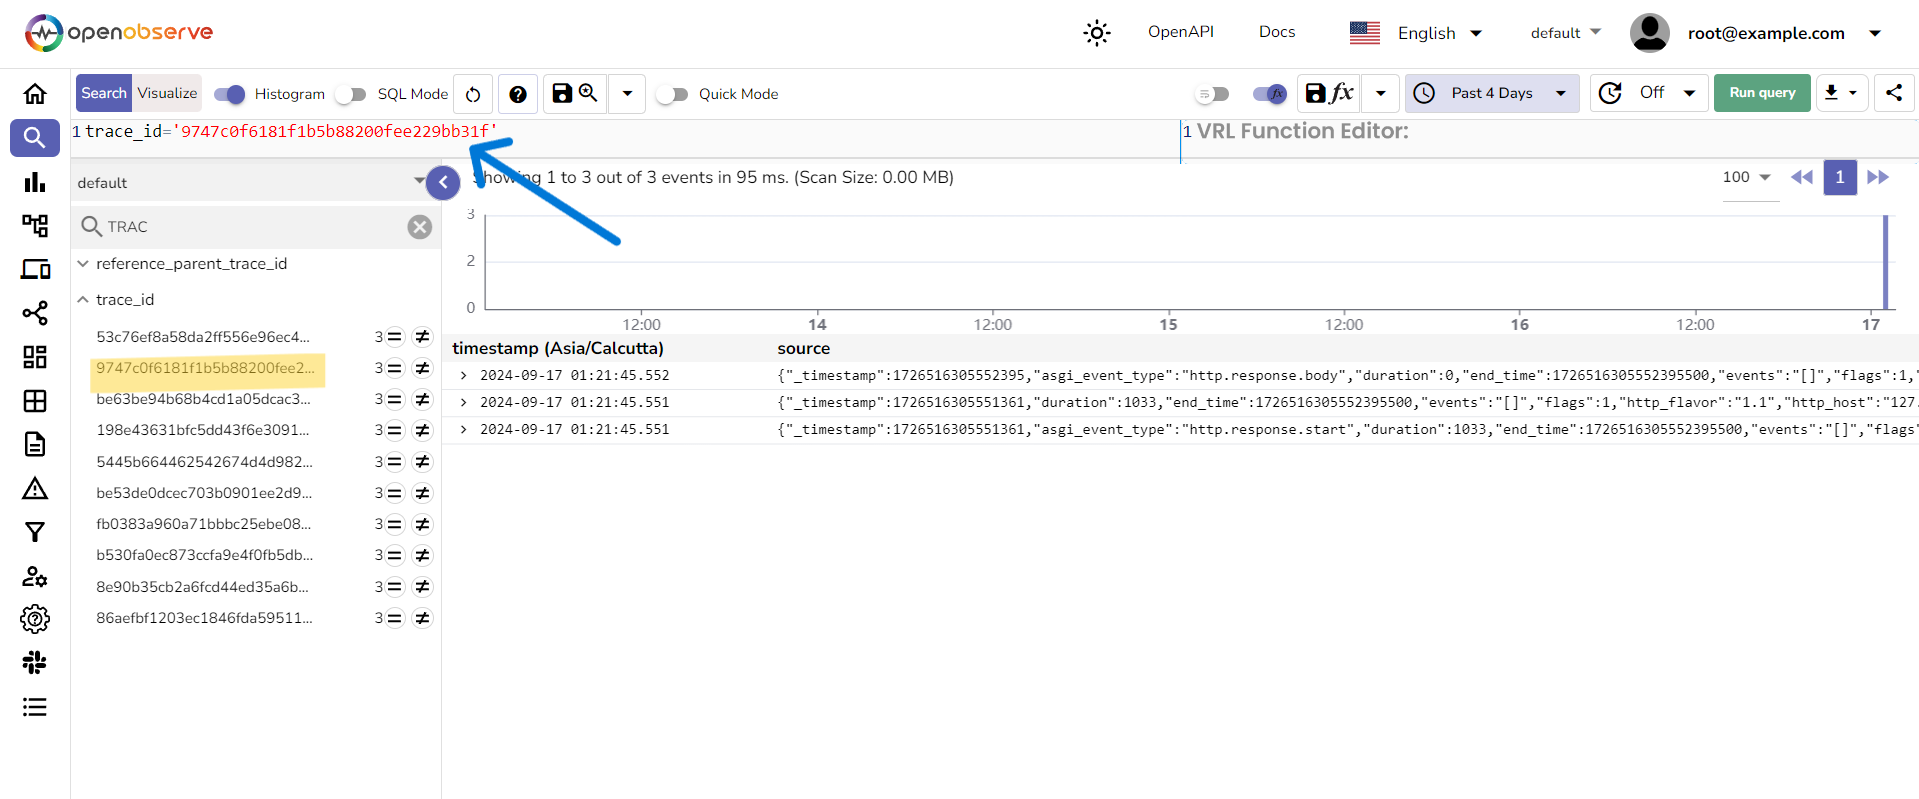 openobserve
OpenAPI
Docs
English
default
root@example.com
Search
Visualize
Histogram
SQL Mode
Quick Mode
fx
fx
Past 4 Days
Off
Run query
1 trace_id='9747c0f6181f1b5b88200fee229bb31f'
1 VRL Function Editor:
default
Showing 1 to 3 out of 3 events in 95 ms. (Scan Size: 0.00 MB)
100
1
TRAC
reference_parent_trace_id
trace_id
53c76ef8a58da2ff556e96ec4... 3
9747c0f6181f1b5b88200fee2... 3
be63be94b68b4cd1a05dcac3... 3
198e43631bfc5dd43f6e3091... 3
5445b664462542674d4d982... 3
be53de0dcec703b0901ee2d9... 3
fb0383a960a71bbbc25ebe08... 3
b530fa0ec873ccfa9e4f0fb5db... 3
8e90b35cb2a6fcd44ed35a6b... 3
86aefbf1203ec1846fda59511... 3
3
2
0
12:00 14 12:00 15 12:00 16 12:00 17
timestamp (Asia/Calcutta) source
2024-09-17 01:21:45.552 {"_timestamp":1726516305552395,"asgi_event_type":"http.response.body","duration":0,"end_time":1726516305552395500,"events":"[]","flags":1,"
2024-09-17 01:21:45.551 {"_timestamp":1726516305551361,"duration":1033,"end_time":1726516305552395500,"events":"[]","flags":1,"http_flavor":"1.1","http_host":"127.
2024-09-17 01:21:45.551 {"_timestamp":1726516305551361,"asgi_event_type":"http.response.start","duration":1033,"end_time":1726516305552395500,"events":"[]","flags"